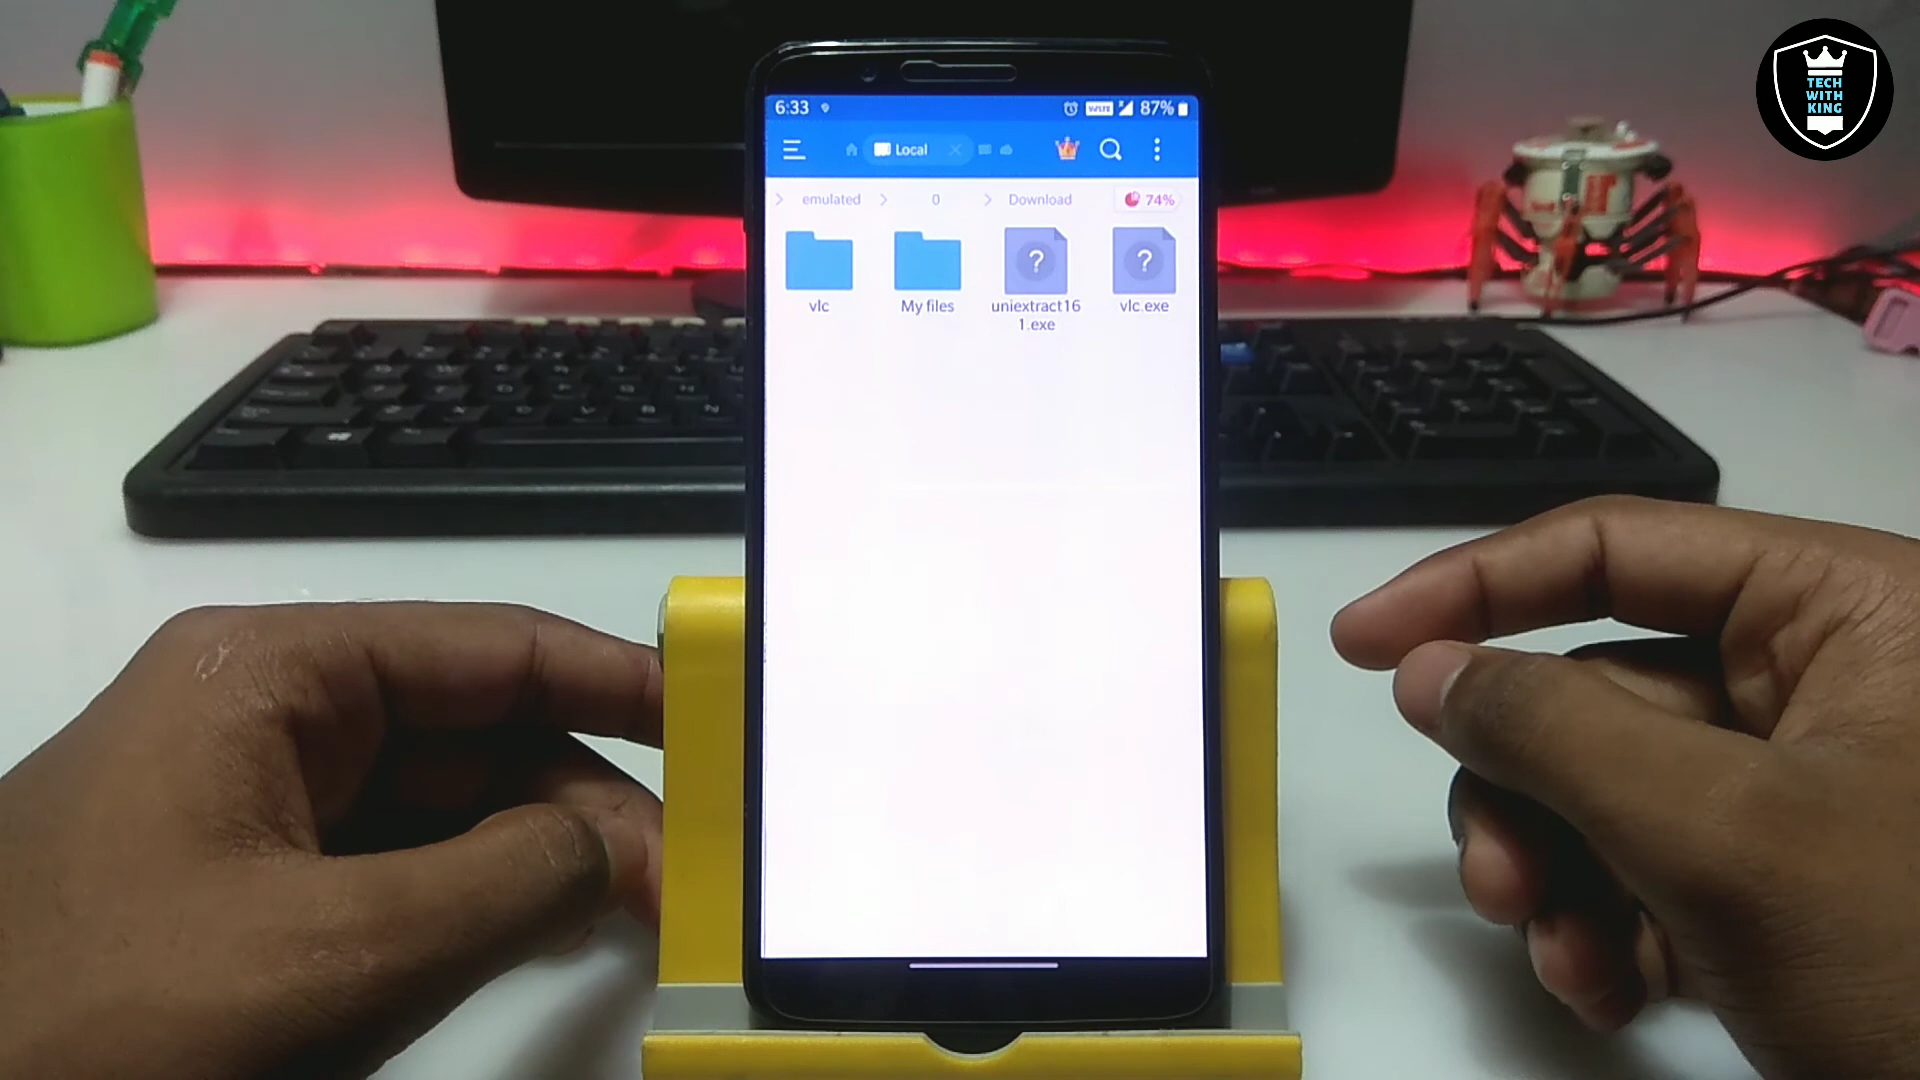 6:33
VoLTE 87%
Local
emulated 0 Download 74%
vlc
My files
uniextract16
1.exe
vlc.exe
TECH
WITH
KING